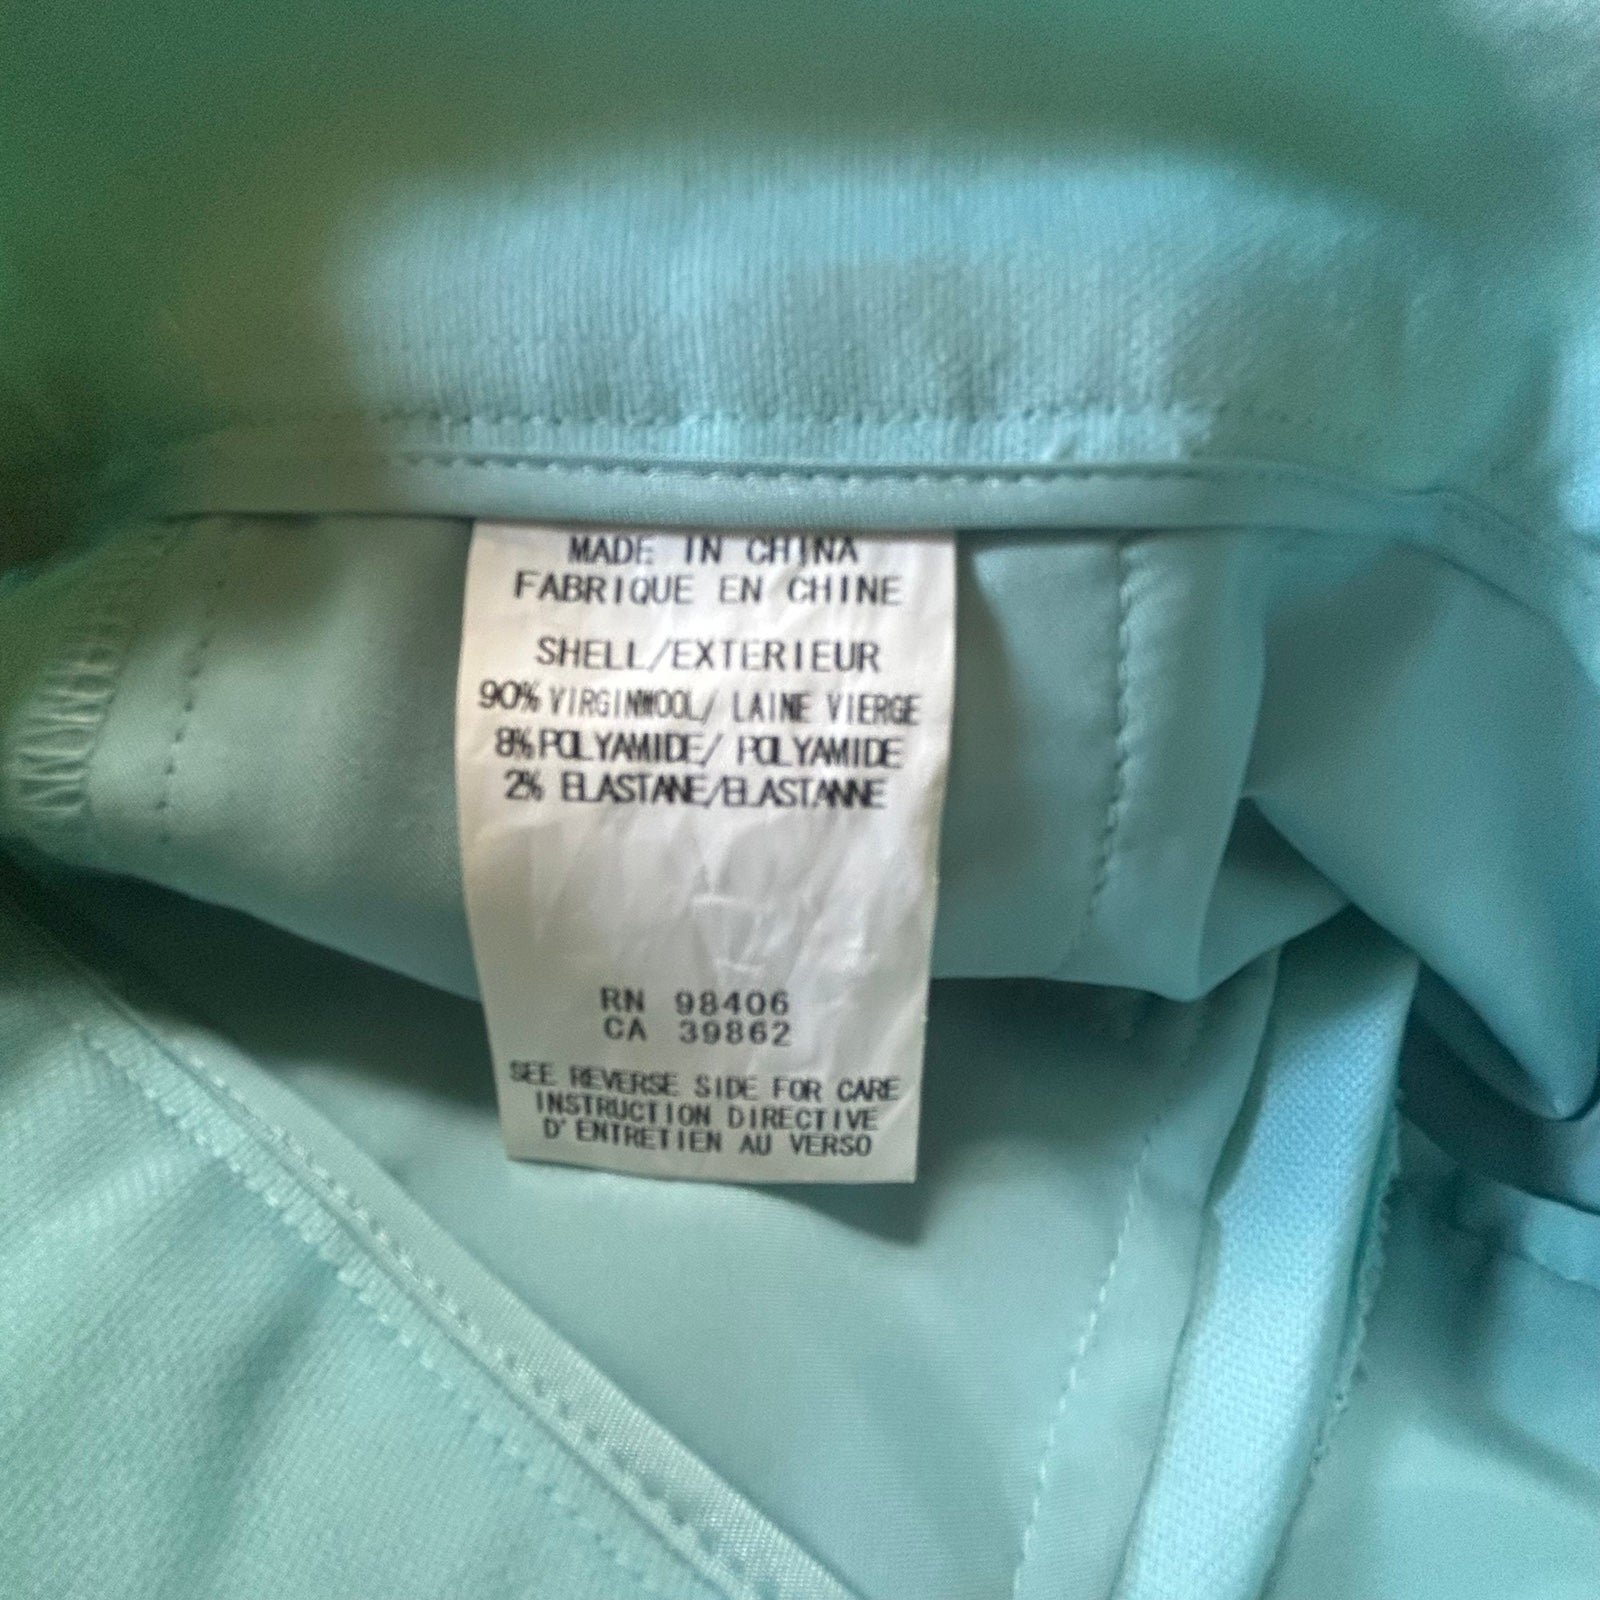 MADE IN CHINA
FABRIQUE EN CHINE
SHELL/EXTERIEUR
90% VIRGINWOOL/ LAINE VIERGE
8% POLYAMIDE/ POLYAMIDE
2% ELASTANE/ELASTANNE
RN 98406
CA 39862
SEE REVERSE SIDE FOR CARE
INSTRUCTION DIRECTIVE
D'ENTRETIEN AU VERSO